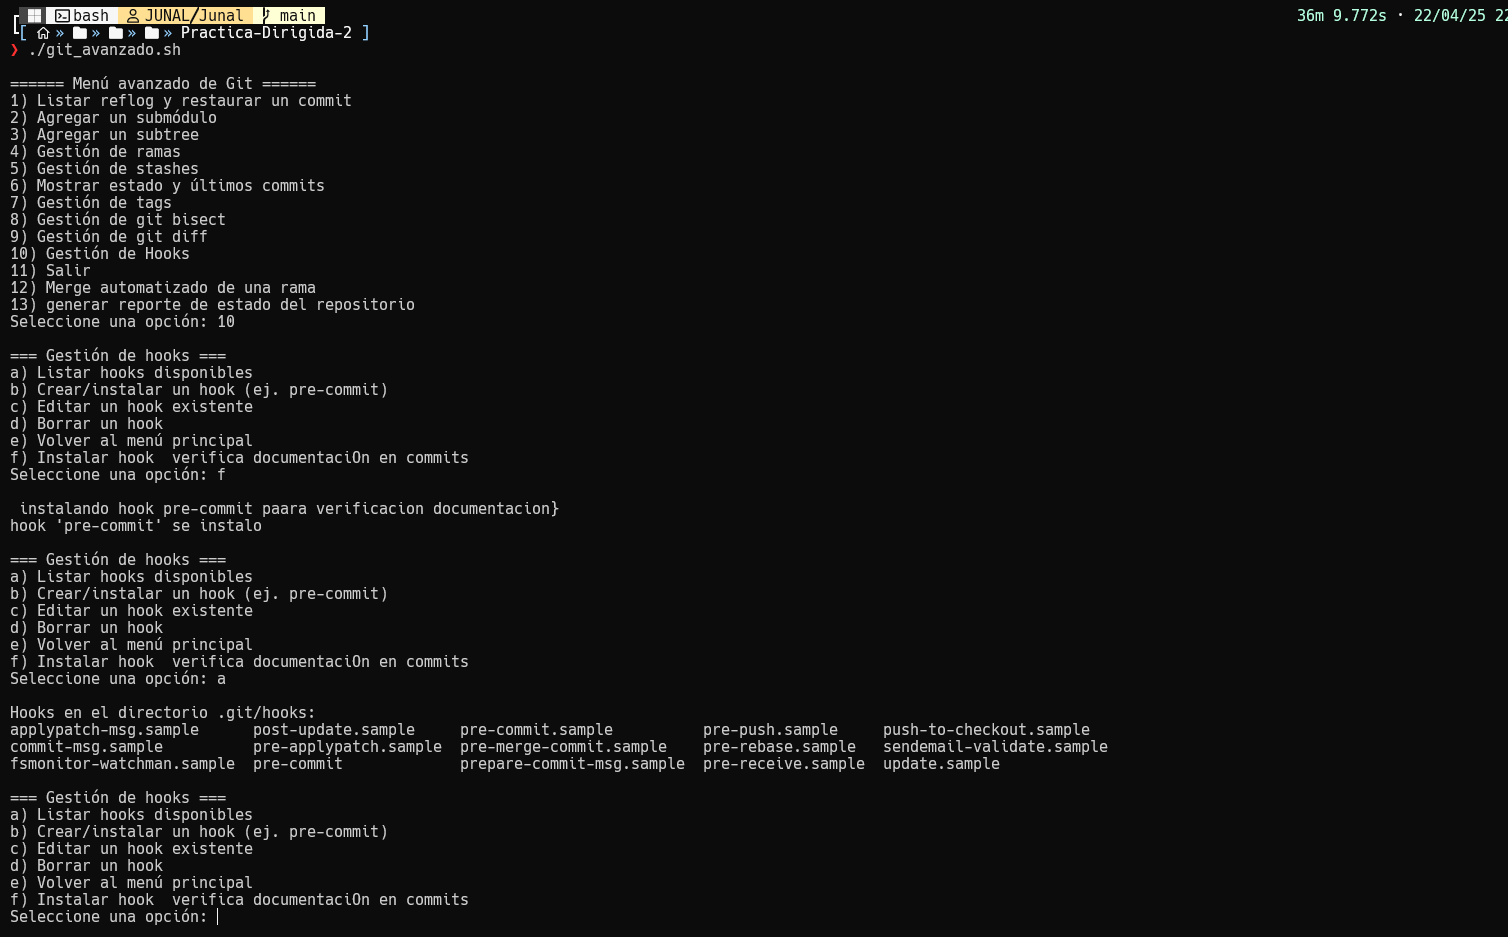 bash JUNAL/Junal main 36m 9.772s · 22/04/25 22
[ » » » » Practica-Dirigida-2 ]
❯ ./git_avanzado.sh
====== Menú avanzado de Git ======
1) Listar reflog y restaurar un commit
2) Agregar un submódulo
3) Agregar un subtree
4) Gestión de ramas
5) Gestión de stashes
6) Mostrar estado y últimos commits
7) Gestión de tags
8) Gestión de git bisect
9) Gestión de git diff
10) Gestión de Hooks
11) Salir
12) Merge automatizado de una rama
13) generar reporte de estado del repositorio
Seleccione una opción: 10
=== Gestión de hooks ===
a) Listar hooks disponibles
b) Crear/instalar un hook (ej. pre-commit)
c) Editar un hook existente
d) Borrar un hook
e) Volver al menú principal
f) Instalar hook  verifica documentaciOn en commits
Seleccione una opción: f
instalando hook pre-commit paara verificacion documentacion}
hook 'pre-commit' se instalo
=== Gestión de hooks ===
a) Listar hooks disponibles
b) Crear/instalar un hook (ej. pre-commit)
c) Editar un hook existente
d) Borrar un hook
e) Volver al menú principal
f) Instalar hook  verifica documentaciOn en commits
Seleccione una opción: a
Hooks en el directorio .git/hooks:
applypatch-msg.sample post-update.sample pre-commit.sample pre-push.sample push-to-checkout.sample
commit-msg.sample pre-applypatch.sample pre-merge-commit.sample pre-rebase.sample sendemail-validate.sample
fsmonitor-watchman.sample pre-commit prepare-commit-msg.sample pre-receive.sample update.sample
=== Gestión de hooks ===
a) Listar hooks disponibles
b) Crear/instalar un hook (ej. pre-commit)
c) Editar un hook existente
d) Borrar un hook
e) Volver al menú principal
f) Instalar hook  verifica documentaciOn en commits
Seleccione una opción: